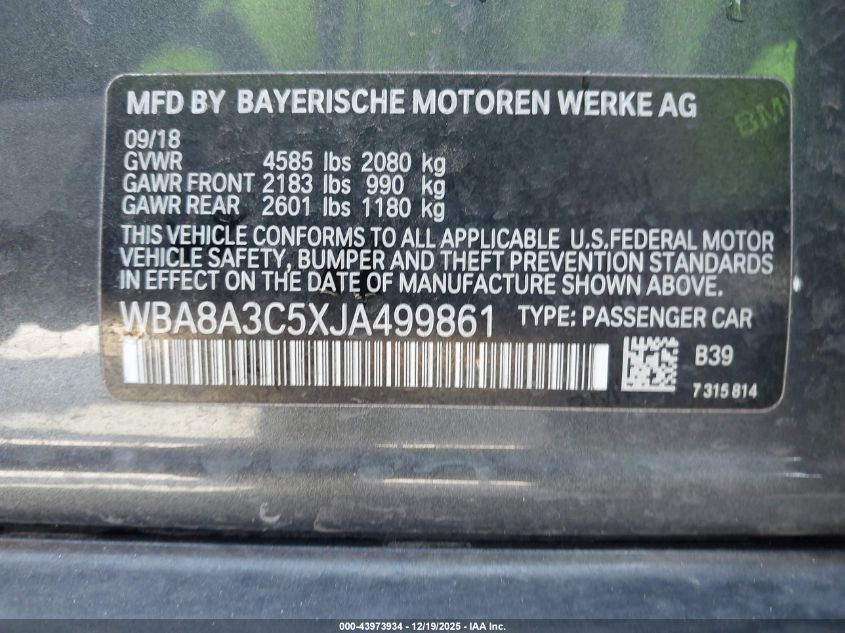 MFD BY BAYERISCHE MOTOREN WERKE AG
BMW
09/18
GVWR 4585 lbs 2080 kg
GAWR FRONT 2183 lbs 990 kg
GAWR REAR 2601 lbs 1180 kg
THIS VEHICLE CONFORMS TO ALL APPLICABLE U.S.FEDERAL MOTOR
VEHICLE SAFETY, BUMPER AND THEFT PREVENTION STANDARDS
IN EFFECT ON THE DATE OF MANUFACTURE SHOWN ABOVE.
WBA8A3C5XJA499861 TYPE: PASSENGER CAR
B39
7315814
000-43973934 - 12/19/2025 - IAA Inc.